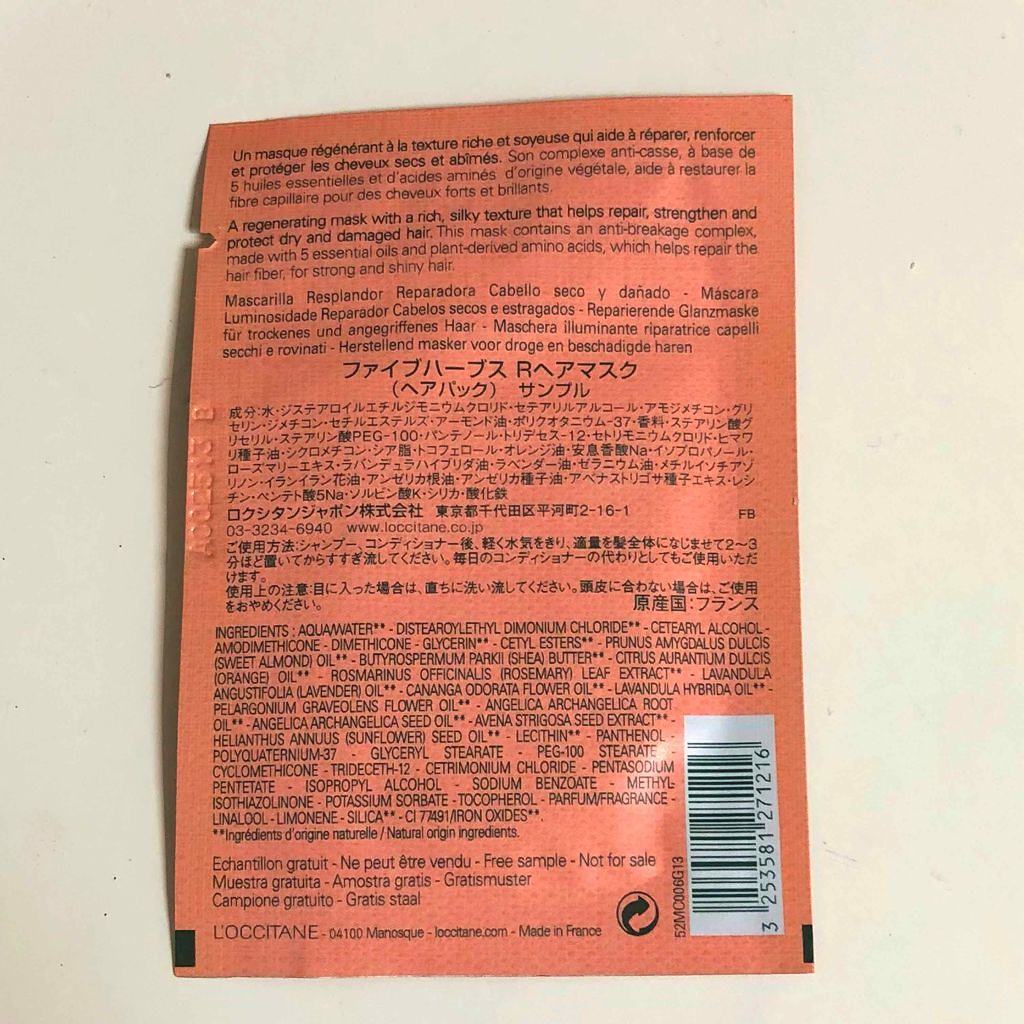 Un masque régénérant à la texture riche et soyeuse qui aide à réparer, renforcer
et protéger les cheveux secs et abîmés. Son complexe anti-casse, à base de
5 huiles essentielles et d'acides aminés d'origine végétale, aide à restaurer la
fibre capillaire pour des cheveux forts et brillants.
A regenerating mask with a rich, silky texture that helps repair, strengthen and
protect dry and damaged hair. This mask contains an anti-breakage complex,
made with 5 essential oils and plant-derived amino acids, which helps repair the
hair fiber, for strong and shiny hair.
Mascarilla Resplandor Reparadora Cabello seco y dañado - Máscara
Luminosidade Reparador Cabelos secos e estragados - Reparierende Glanzmaske
für trockenes und angegriffenes Haar - Maschera illuminante riparatrice capelli
secchi e rovinati - Herstellend masker voor droge en beschadigde haren
ファイブハーブス Rヘアマスク
(ヘアパック) サンプル
成分:水・ジステアロイルエチルジモニウムクロリド・セテアリルアルコール・アモジメチコン・グリ
セリン・ジメチコン・セチルエステルズ・アーモンド油・ポリクオタニウム-37・香料・ステアリン酸グ
リセリル・ステアリン酸PEG-100・パンテノール・トリデセス-12・セトリモニウムクロリド・ヒマワ
リ種子油・シクロメチコン・シア脂・トコフェロール・オレンジ油・安息香酸Na・イソプロパノール・
ローズマリーエキス・ラバンデュラハイブリダ油・ラベンダー油・ゼラニウム油・メチルイソチアゾ
リノン・イランイラン花油・アンゼリカ根油・アンゼリカ種子油・アベナストリゴサ種子エキス・レシ
チン・ペンテト酸5Na・ソルビン酸K・シリカ・酸化鉄
ロクシタンジャポン株式会社 東京都千代田区平河町2-16-1 FB
03-3234-6940 www.loccitane.co.jp
ご使用方法:シャンプー、コンディショナー後、軽く水気をきり、適量を髪全体になじませて2〜3
分ほど置いてからすすぎ流してください。毎日のコンディショナーの代わりとしてもご使用いただ
けます。
使用上の注意:目に入った場合は、直ちに洗い流してください。頭皮に合わない場合は、ご使用
をおやめください。 原産国:フランス
INGREDIENTS : AQUA/WATER** - DISTEAROYLETHYL DIMONIUM CHLORIDE** - CETEARYL ALCOHOL -
AMODIMETHICONE - DIMETHICONE - GLYCERIN** - CETYL ESTERS** - PRUNUS AMYGDALUS DULCIS
(SWEET ALMOND) OIL** - BUTYROSPERMUM PARKII (SHEA) BUTTER** - CITRUS AURANTIUM DULCIS
(ORANGE) OIL** - ROSMARINUS OFFICINALIS (ROSEMARY) LEAF EXTRACT** - LAVANDULA
ANGUSTIFOLIA (LAVENDER) OIL** - CANANGA ODORATA FLOWER OIL** - LAVANDULA HYBRIDA OIL** -
PELARGONIUM GRAVEOLENS FLOWER OIL** - ANGELICA ARCHANGELICA ROOT
OIL** - ANGELICA ARCHANGELICA SEED OIL** - AVENA STRIGOSA SEED EXTRACT** -
HELIANTHUS ANNUUS (SUNFLOWER) SEED OIL** - LECITHIN** - PANTHENOL -
POLYQUATERNIUM-37 - GLYCERYL STEARATE - PEG-100 STEARATE -
CYCLOMETHICONE - TRIDECETH-12 - CETRIMONIUM CHLORIDE - PENTASODIUM
PENTETATE - ISOPROPYL ALCOHOL - SODIUM BENZOATE - METHYL-
ISOTHIAZOLINONE - POTASSIUM SORBATE - TOCOPHEROL - PARFUM/FRAGRANCE -
LINALOOL - LIMONENE - SILICA** - CI 77491/IRON OXIDES**.
**Ingrédients d'origine naturelle / Natural origin ingredients.
Echantillon gratuit - Ne peut être vendu - Free sample - Not for sale
Muestra gratuita - Amostra gratis - Gratismuster
Campione gratuito - Gratis staal
L'OCCITANE - 04100 Manosque - loccitane.com - Made in France
52MC006G13
3 253581 271216